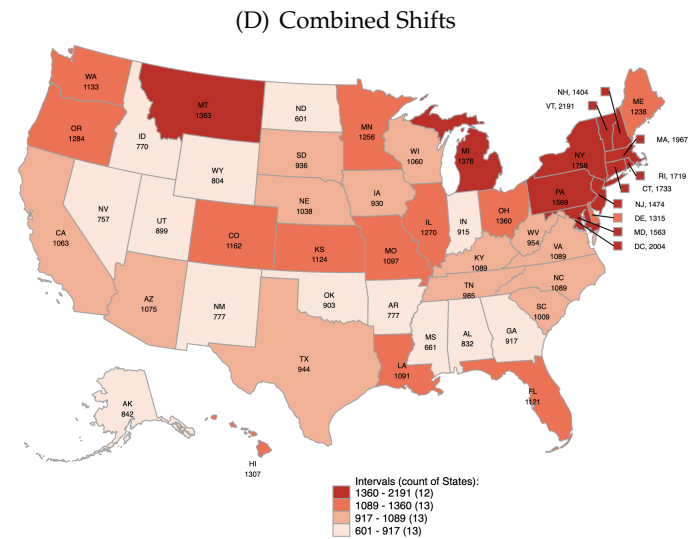 (D) Combined Shifts
WA
1133
MT
1363
ND
601
MN
1256
NH, 1404
VT, 2191
ME
1238
OR
1284
ID
770
WY
804
SD
936
WI
1060
MI
1376
NY
1758
MA, 1967
RI, 1719
CT, 1733
NJ, 1474
DE, 1315
MD, 1563
DC, 2004
PA
1569
NV
757
UT
899
CO
1162
NE
1038
IA
930
IL
1270
IN
915
OH
1360
WV
954
VA
1089
CA
1063
KS
1124
MO
1097
KY
1089
TN
985
NC
1089
SC
1009
AZ
1075
NM
777
OK
903
AR
777
MS
661
AL
832
GA
917
TX
944
LA
1091
FL
1121
AK
842
HI
1307
Intervals (count of States):
1360 - 2191 (12)
1089 - 1360 (13)
917 - 1089 (13)
601 - 917 (13)